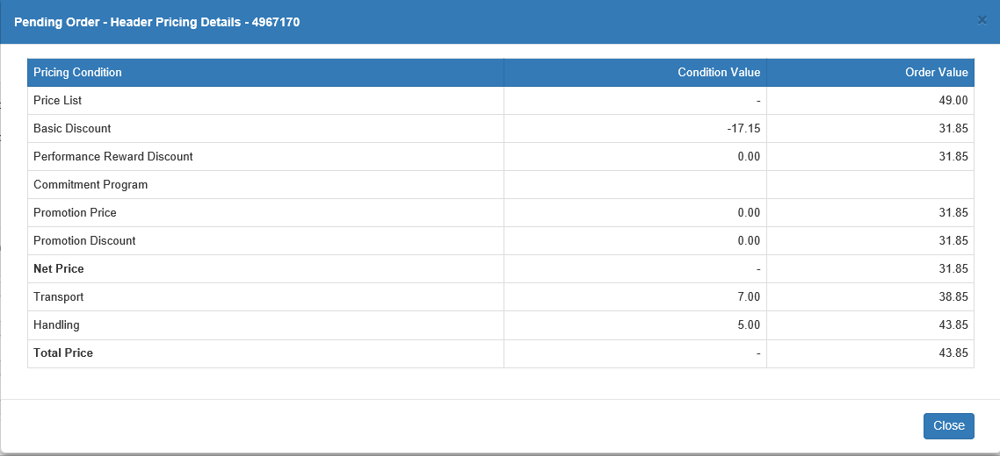 Pending Order - Header Pricing Details - 4967170 ×
Pricing Condition Condition Value Order Value
Price List - 49.00
Basic Discount -17.15 31.85
Performance Reward Discount 0.00 31.85
Commitment Program
Promotion Price 0.00 31.85
Promotion Discount 0.00 31.85
Net Price - 31.85
Transport 7.00 38.85
Handling 5.00 43.85
Total Price - 43.85
Close